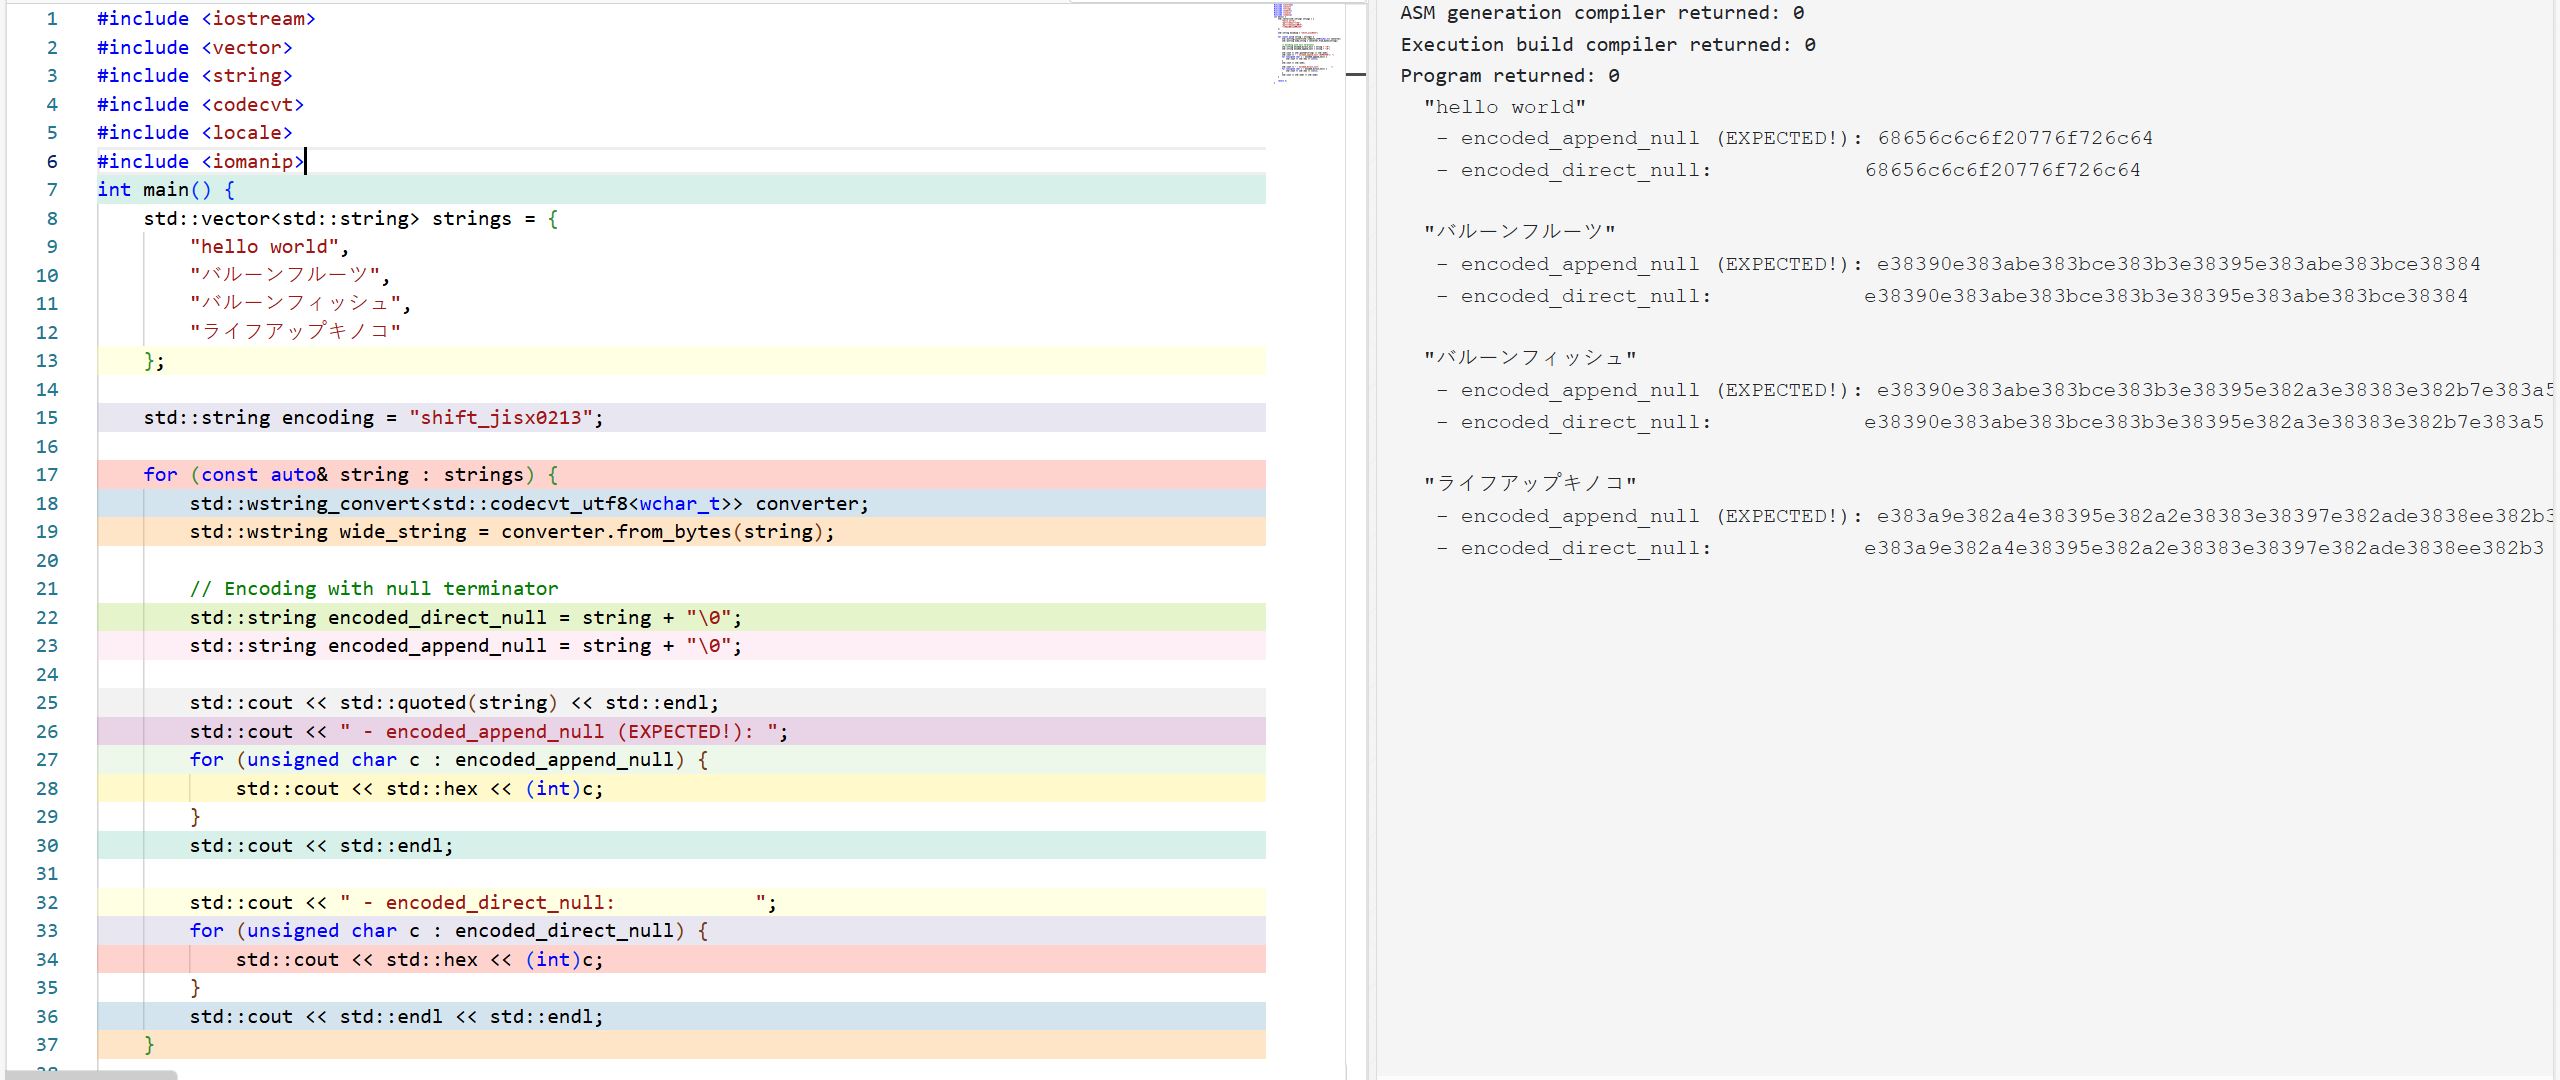 1 #include <iostream>
2 #include <vector>
3 #include <string>
4 #include <codecvt>
5 #include <locale>
6 #include <iomanip>
7 int main() {
8     std::vector<std::string> strings = {
9         "hello world",
10         "バルーンフルーツ",
11         "バルーンフィッシュ",
12         "ライフアップキノコ"
13     };
14
15     std::string encoding = "shift_jisx0213";
16
17     for (const auto& string : strings) {
18         std::wstring_convert<std::codecvt_utf8<wchar_t>> converter;
19         std::wstring wide_string = converter.from_bytes(string);
20
21         // Encoding with null terminator
22         std::string encoded_direct_null = string + "\0";
23         std::string encoded_append_null = string + "\0";
24
25         std::cout << std::quoted(string) << std::endl;
26         std::cout << " - encoded_append_null (EXPECTED!): ";
27         for (unsigned char c : encoded_append_null) {
28             std::cout << std::hex << (int)c;
29         }
30         std::cout << std::endl;
31
32         std::cout << " - encoded_direct_null:            ";
33         for (unsigned char c : encoded_direct_null) {
34             std::cout << std::hex << (int)c;
35         }
36         std::cout << std::endl << std::endl;
37     }
ASM generation compiler returned: 0
Execution build compiler returned: 0
Program returned: 0
"hello world"
 - encoded_append_null (EXPECTED!): 68656c6c6f20776f726c64
 - encoded_direct_null:            68656c6c6f20776f726c64
"バルーンフルーツ"
 - encoded_append_null (EXPECTED!): e38390e383abe383bce383b3e38395e383abe383bce38384
 - encoded_direct_null:            e38390e383abe383bce383b3e38395e383abe383bce38384
"バルーンフィッシュ"
 - encoded_append_null (EXPECTED!): e38390e383abe383bce383b3e38395e382a3e38383e382b7e383a5
 - encoded_direct_null:            e38390e383abe383bce383b3e38395e382a3e38383e382b7e383a5
"ライフアップキノコ"
 - encoded_append_null (EXPECTED!): e383a9e382a4e38395e382a2e38383e38397e382ade3838ee382b3
 - encoded_direct_null:            e383a9e382a4e38395e382a2e38383e38397e382ade3838ee382b3